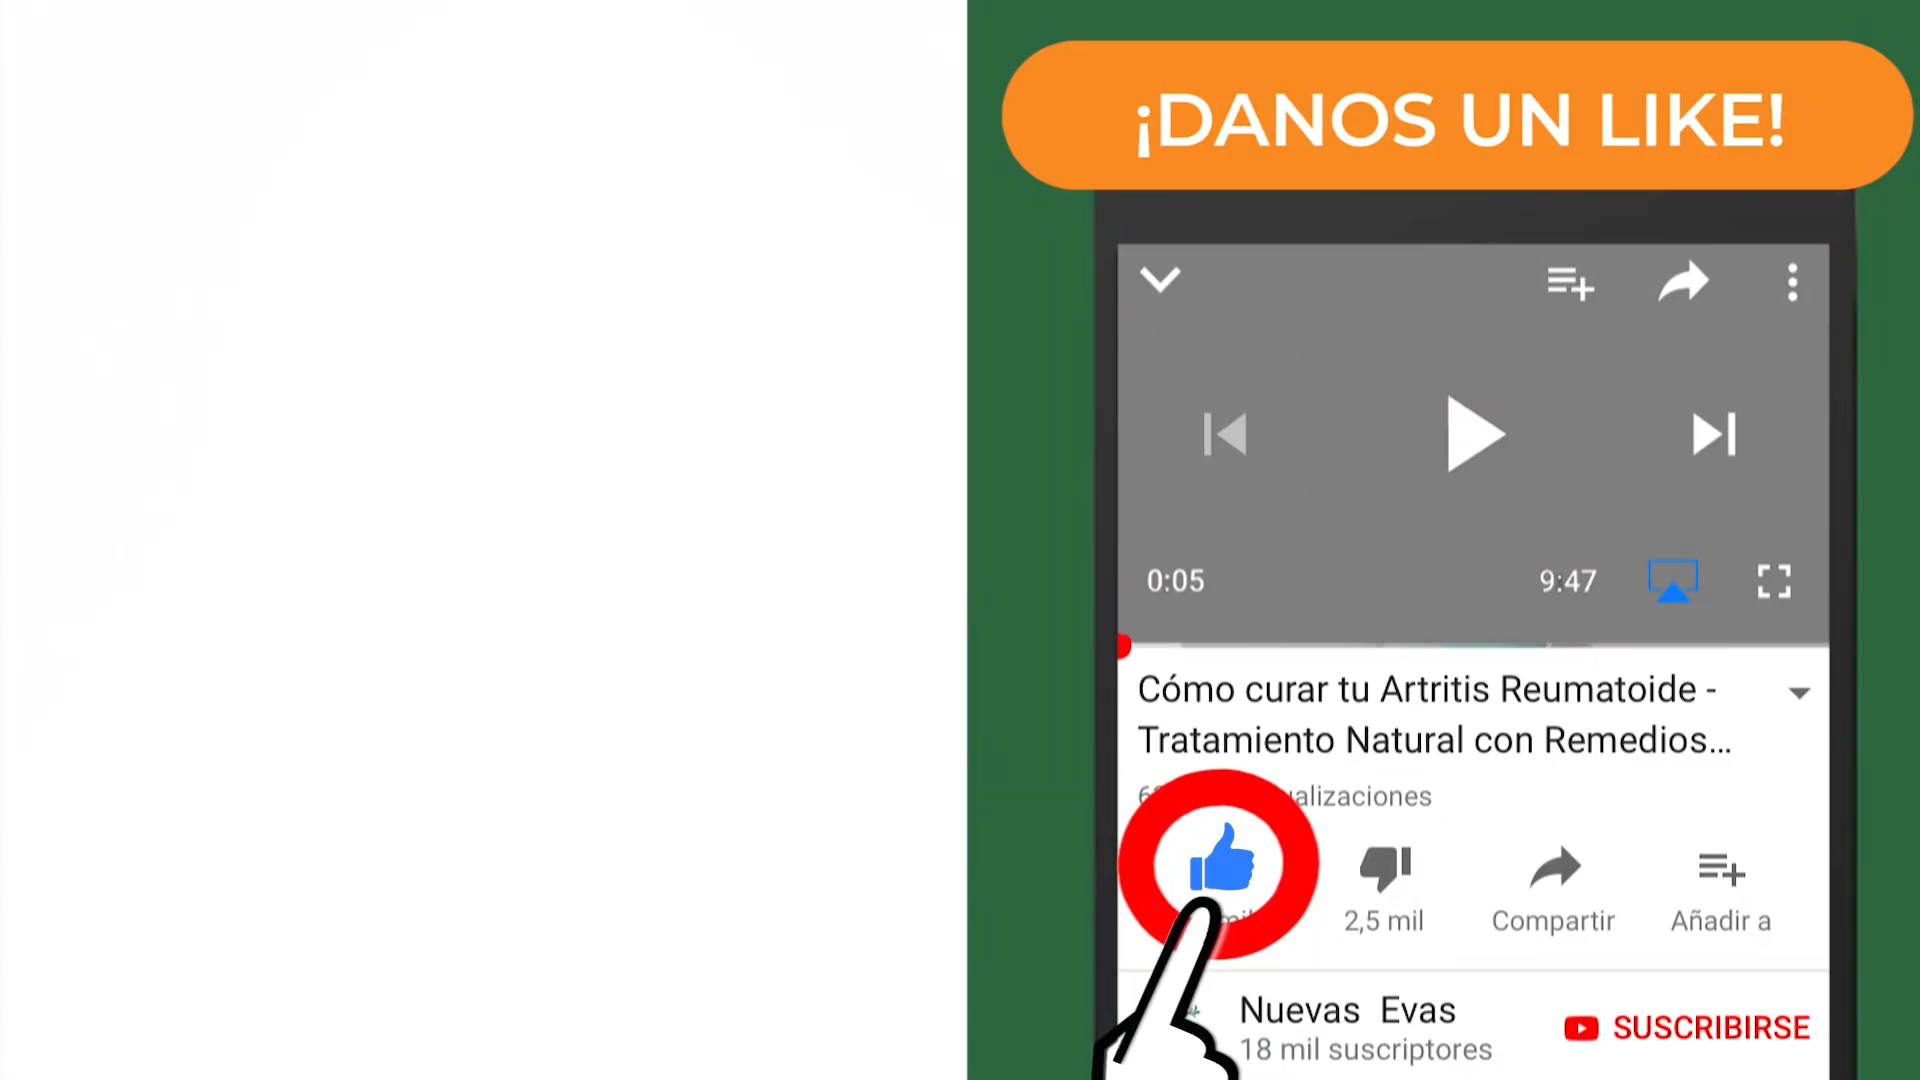 ¡DANOS UN LIKE!
0:05
9:47
Cómo curar tu Artritis Reumatoide -
Tratamiento Natural con Remedios...
2,5 mil
Compartir
Añadir a
Nuevas Evas
SUSCRIBIRSE
18 mil suscriptores